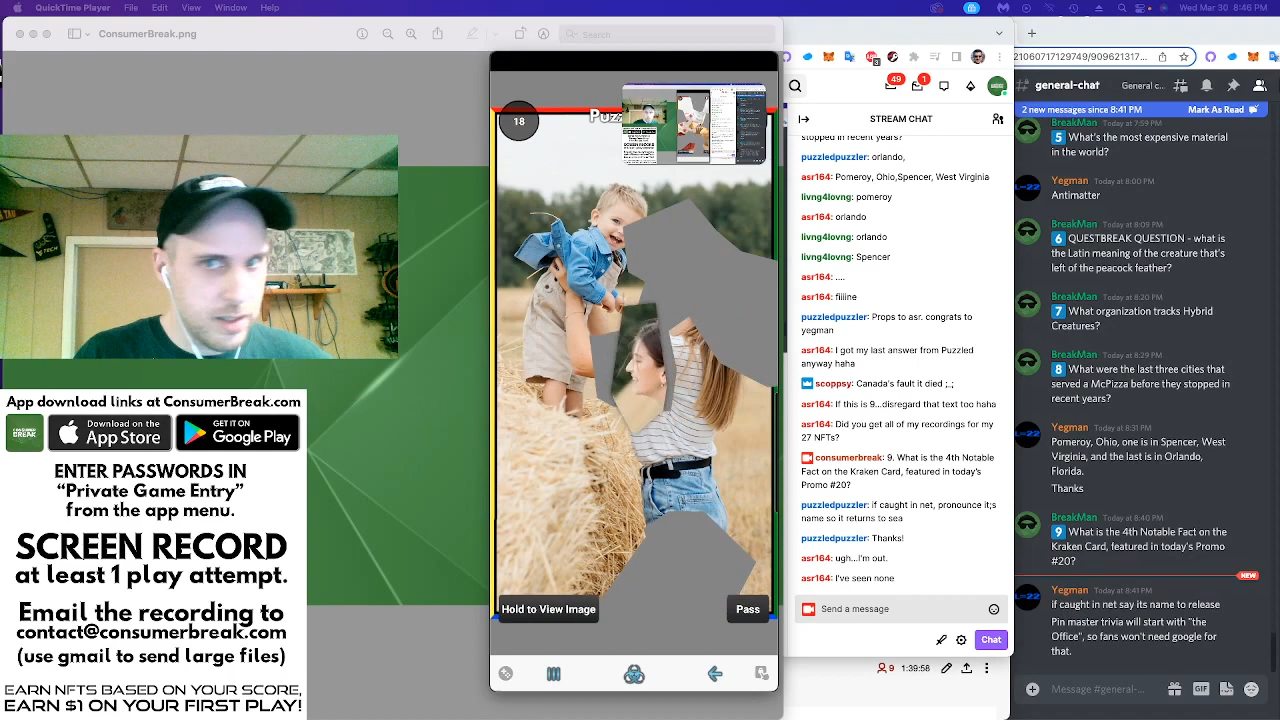 QuickTime Player File Edit View Window Help
Wed Mar 30 8:46 PM
ConsumerBreak.png
Search
21060717129749/909621317...
18
Puzz
TECH
App download links at ConsumerBreak.com
CONSUMER
BREAK
Download on the
App Store
GET IT ON
Google Play
ENTER PASSWORDS IN
“Private Game Entry”
from the app menu.
SCREEN RECORD
at least 1 play attempt.
Email the recording to
contact@consumerbreak.com
(use gmail to send large files)
EARN NFTS BASED ON YOUR SCORE,
EARN $1 ON YOUR FIRST PLAY!
Hold to View Image
Pass
49
1
STREAM CHAT
stopped in recent years?
puzzledpuzzler: orlando,
asr164: Pomeroy, Ohio,Spencer, West Virginia
livng4lovng: pomeroy
asr164: orlando
livng4lovng: orlando
livng4lovng: Spencer
asr164: ....
asr164: fiiiine
puzzledpuzzler: Props to asr. congrats to
yegman
asr164: I got my last answer from Puzzled
anyway haha
scoppsy: Canada's fault it died ;_;
asr164: If this is 9...disregard that text too haha
asr164: Did you get all of my recordings for my
27 NFTs?
consumerbreak: 9. What is the 4th Notable
Fact on the Kraken Card, featured in today's
Promo #20?
puzzledpuzzler: if caught in net, pronounce it;s
name so it returns to sea
puzzledpuzzler: Thanks!
asr164: ugh...I'm out.
asr164: I've seen none
Send a message
Chat
9 1:39:58
general-chat
General c...
2 new messages since 8:41 PM
Mark As Read
BreakMan Today at 7:59 PM
5 What's the most expensive material
in the world?
Yegman Today at 8:00 PM
Antimatter
BreakMan Today at 8:09 PM
6 QUESTBREAK QUESTION - what is
the Latin meaning of the creature that's
left of the peacock feather?
BreakMan Today at 8:20 PM
7 What organization tracks Hybrid
Creatures?
BreakMan Today at 8:29 PM
8 What were the last three cities that
served a McPizza before they stopped in
recent years?
Yegman Today at 8:31 PM
Pomeroy, Ohio, one is in Spencer, West
Virginia, and the last is in Orlando,
Florida.
Thanks
BreakMan Today at 8:40 PM
9 What is the 4th Notable Fact on the
Kraken Card, featured in today's Promo
#20?
NEW
Yegman Today at 8:41 PM
if caught in net say its name to release
Pin master trivia will start with "The
Office", so fans won't need google for
that.
Message #general-...
GIF